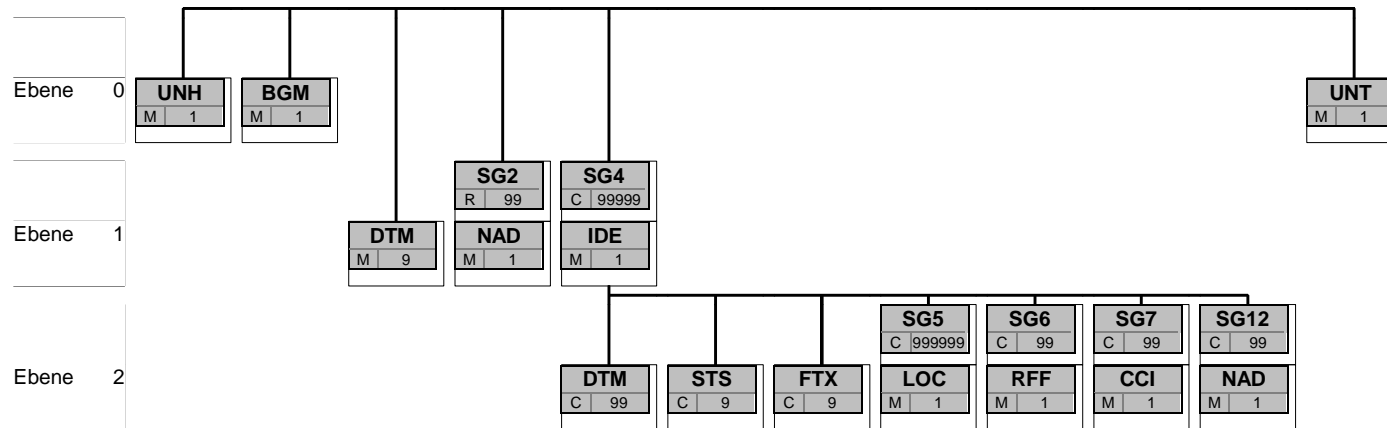 Ebene 0 UNH BGM UNT
M 1 M 1 M 1
SG2 SG4
R 99 C 99999
Ebene 1 DTM NAD IDE
M 9 M 1 M 1
SG5 SG6 SG7 SG12
C 999999 C 99 C 99 C 99
Ebene 2 DTM STS FTX LOC RFF CCI NAD
C 99 C 9 C 9 M 1 M 1 M 1 M 1